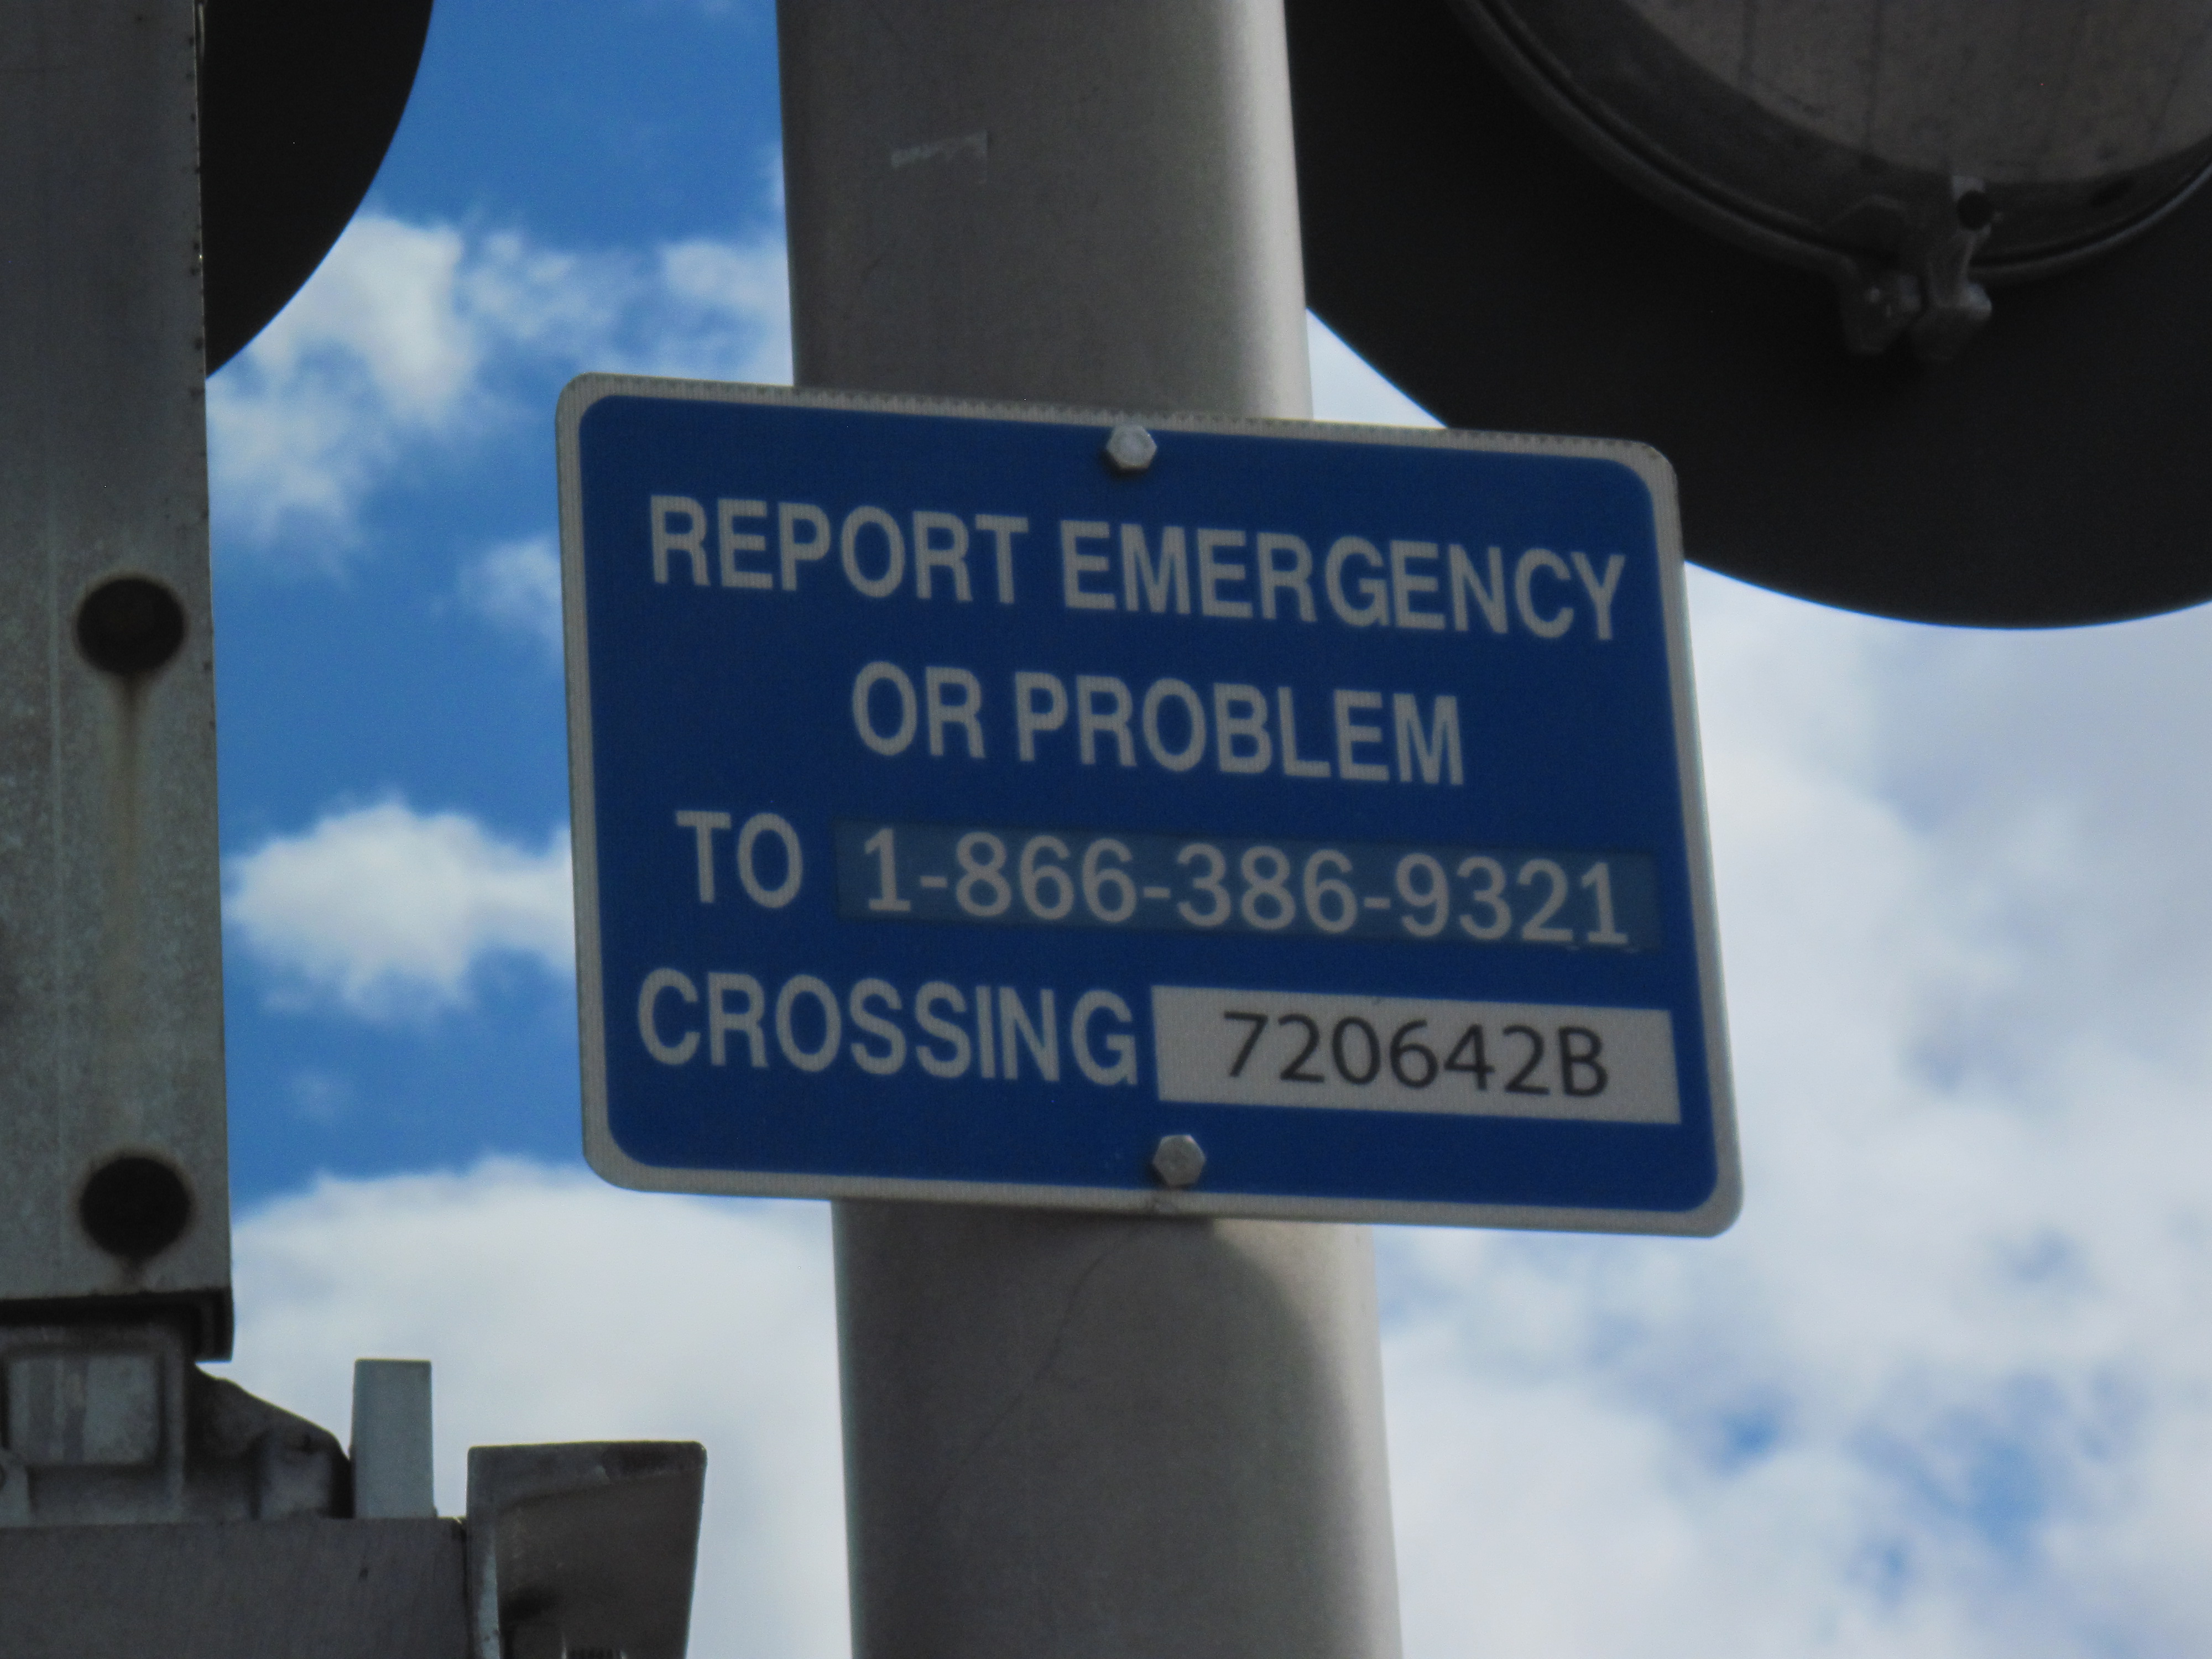 REPORT EMERGENCY
OR PROBLEM
TO 1-866-386-9321
CROSSING 720642B